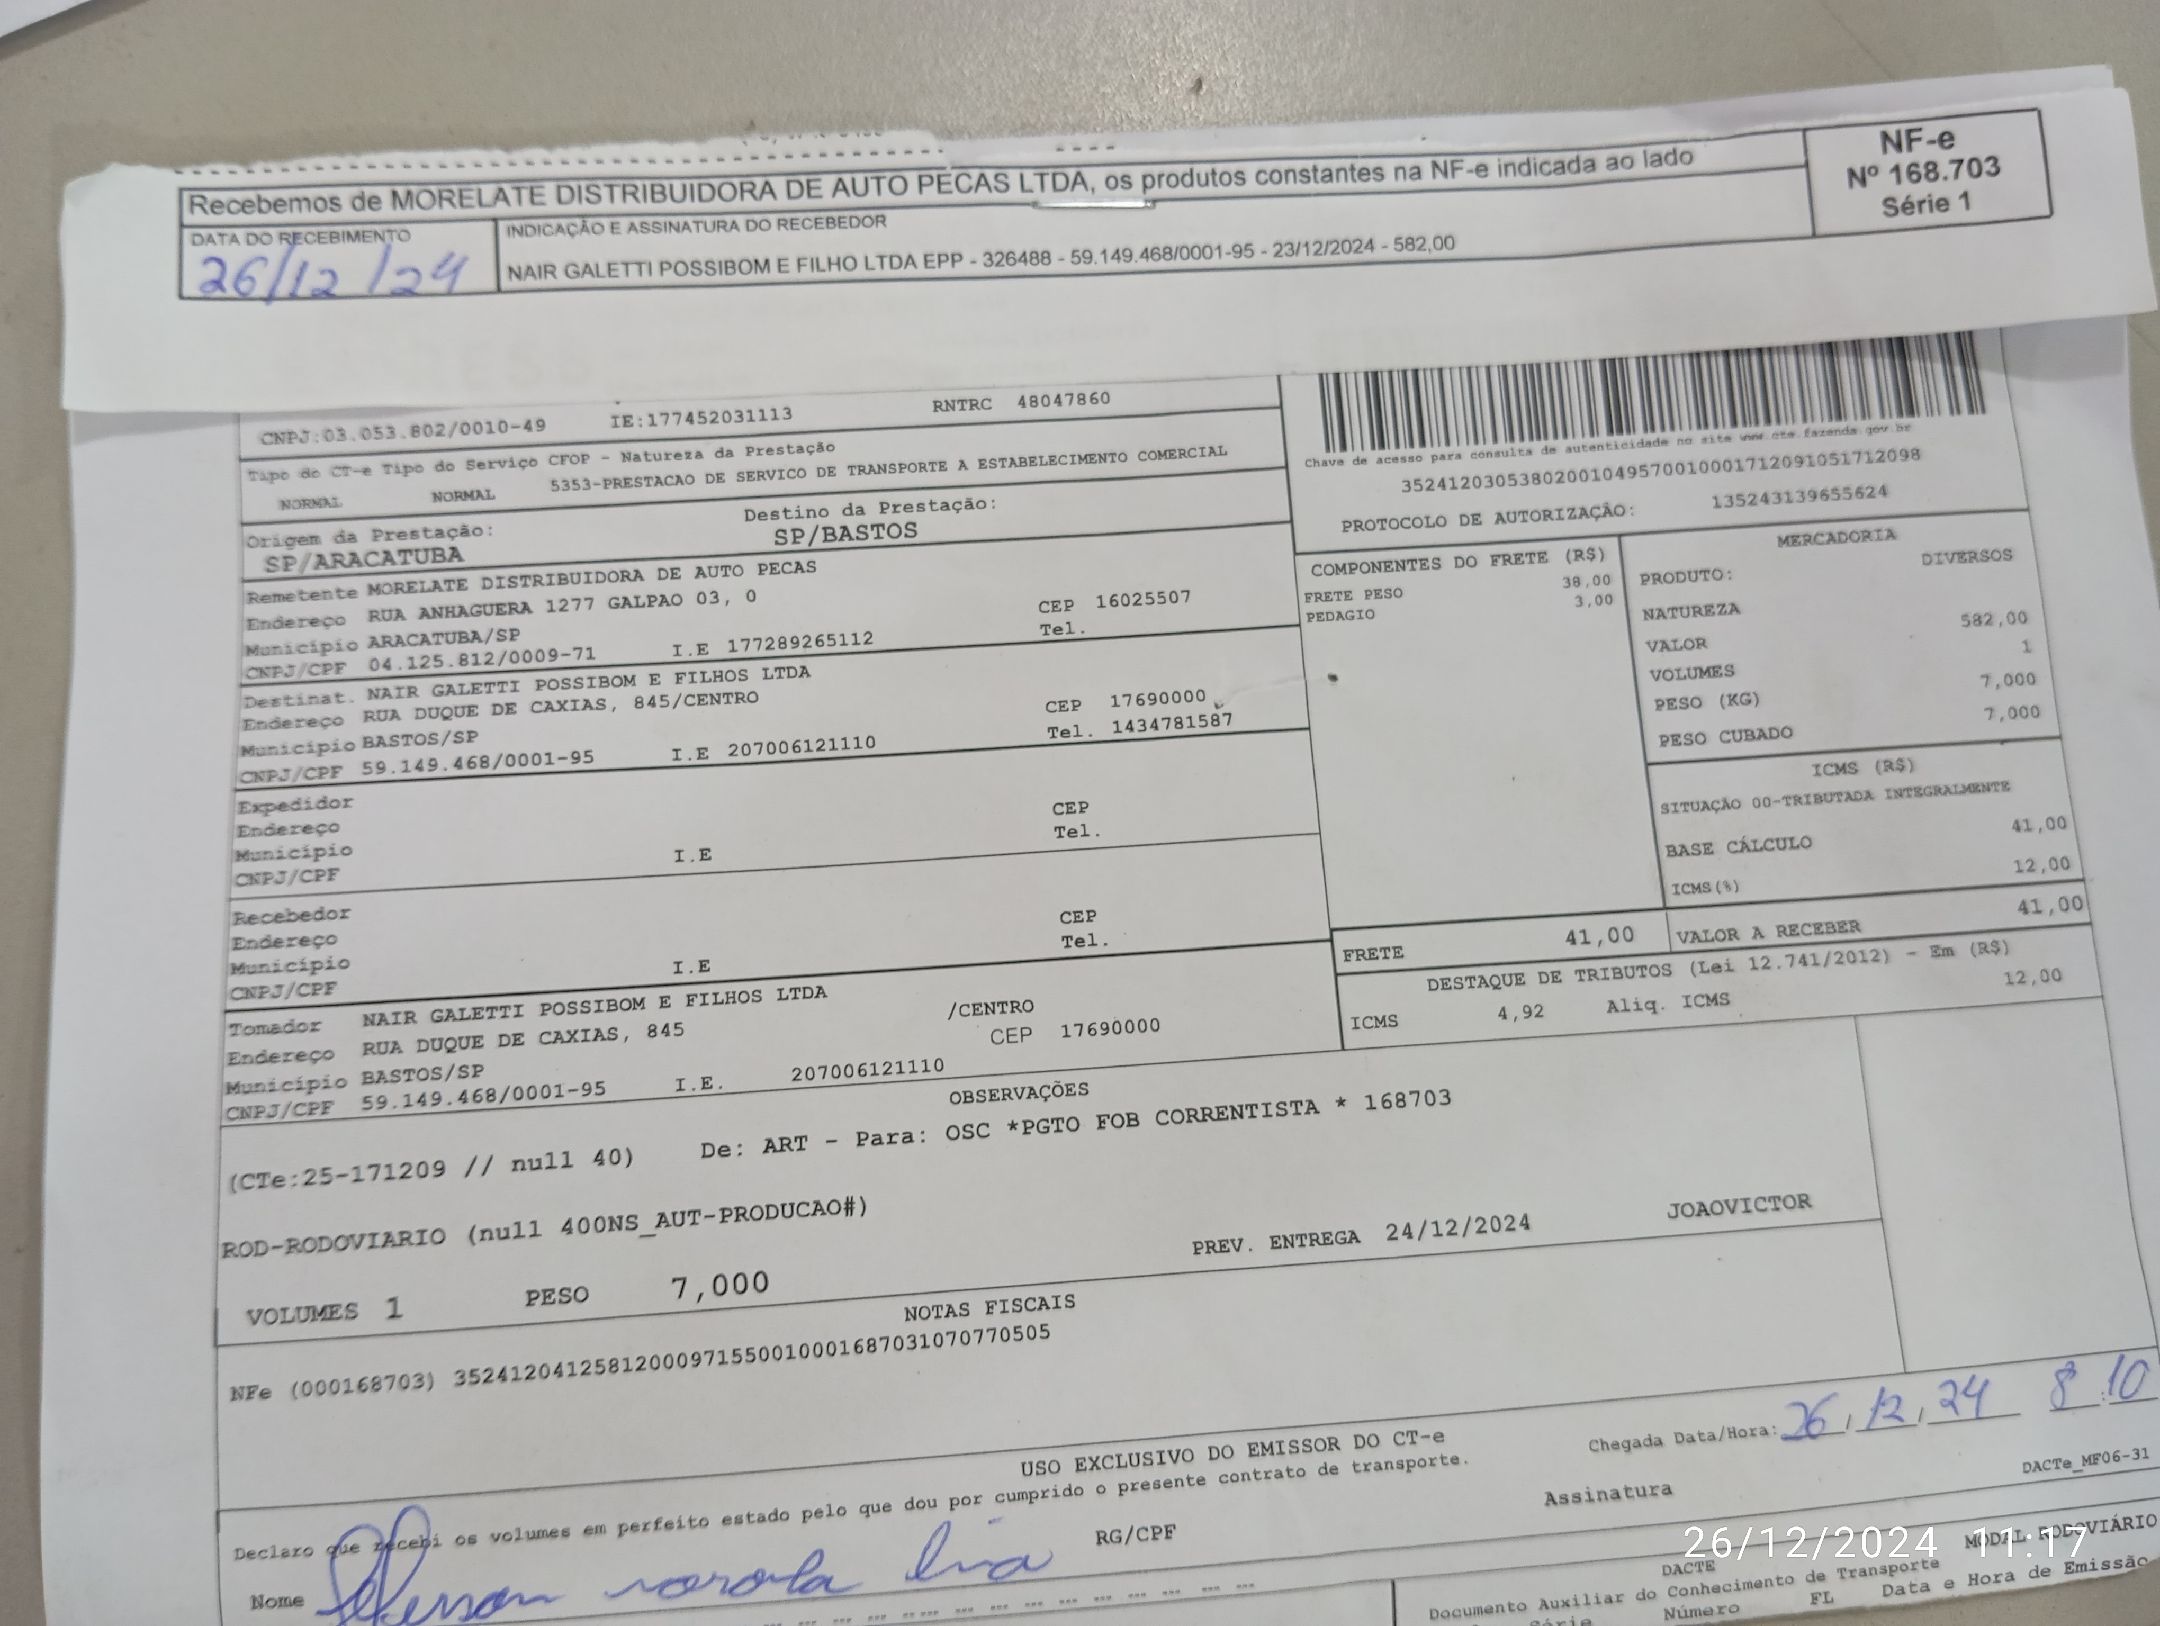 Recebemos de MORELATE DISTRIBUIDORA DE AUTO PECAS LTDA, os produtos constantes na NF-e indicada ao lado
NF-e
Nº 168.703
Série 1
DATA DO RECEBIMENTO
26/12/24
INDICAÇÃO E ASSINATURA DO RECEBEDOR
NAIR GALETTI POSSIBOM E FILHO LTDA EPP - 326488 - 59.149.468/0001-95 - 23/12/2024 - 582,00
CNPJ:03.053.802/0010-49 IE:177452031113 RNTRC 48047860
Tipo do CT-e Tipo do Serviço CFOP - Natureza da Prestação
NORMAL NORMAL 5353-PRESTACAO DE SERVICO DE TRANSPORTE A ESTABELECIMENTO COMERCIAL
Chave de acesso para consulta de autenticidade no site www.cte.fazenda.gov.br
35241203053802001049570010001712091051712098
PROTOCOLO DE AUTORIZAÇÃO: 135243139655624
Origem da Prestação: Destino da Prestação:
SP/ARACATUBA SP/BASTOS
Remetente MORELATE DISTRIBUIDORA DE AUTO PECAS
Endereço RUA ANHAGUERA 1277 GALPAO 03, 0 CEP 16025507
Município ARACATUBA/SP Tel.
CNPJ/CPF 04.125.812/0009-71 I.E 177289265112
Destinat. NAIR GALETTI POSSIBOM E FILHOS LTDA
Endereço RUA DUQUE DE CAXIAS, 845/CENTRO CEP 17690000
Município BASTOS/SP Tel. 1434781587
CNPJ/CPF 59.149.468/0001-95 I.E 207006121110
Expedidor
Endereço CEP
Município Tel.
CNPJ/CPF I.E
Recebedor
Endereço CEP
Município Tel.
CNPJ/CPF I.E
Tomador NAIR GALETTI POSSIBOM E FILHOS LTDA
Endereço RUA DUQUE DE CAXIAS, 845 /CENTRO
Município BASTOS/SP CEP 17690000
CNPJ/CPF 59.149.468/0001-95 I.E. 207006121110
COMPONENTES DO FRETE (R$)
FRETE PESO 38,00
PEDAGIO 3,00
MERCADORIA
PRODUTO: DIVERSOS
NATUREZA
VALOR 582,00
VOLUMES 1
PESO (KG) 7,000
PESO CUBADO 7,000
ICMS (R$)
SITUAÇÃO 00-TRIBUTADA INTEGRALMENTE
BASE CÁLCULO 41,00
ICMS(%) 12,00
FRETE 41,00 VALOR A RECEBER 41,00
DESTAQUE DE TRIBUTOS (Lei 12.741/2012) - Em (R$)
ICMS 4,92 Aliq. ICMS 12,00
OBSERVAÇÕES
(CTe:25-171209 // null 40) De: ART - Para: OSC *PGTO FOB CORRENTISTA * 168703
ROD-RODOVIARIO (null 400NS_AUT-PRODUCAO#)
PREV. ENTREGA 24/12/2024 JOAOVICTOR
VOLUMES 1 PESO 7,000
NOTAS FISCAIS
NFe (000168703) 35241204125812000971550010001687031070770505
USO EXCLUSIVO DO EMISSOR DO CT-e
Chegada Data/Hora: 26/12/24 8:10
Declaro que recebi os volumes em perfeito estado pelo que dou por cumprido o presente contrato de transporte.
DACTe_MF06-31
Nome
RG/CPF
Assinatura
26/12/2024 11:17
DACTE MODAL RODOVIÁRIO
Documento Auxiliar do Conhecimento de Transporte
Série Número FL Data e Hora de Emissão